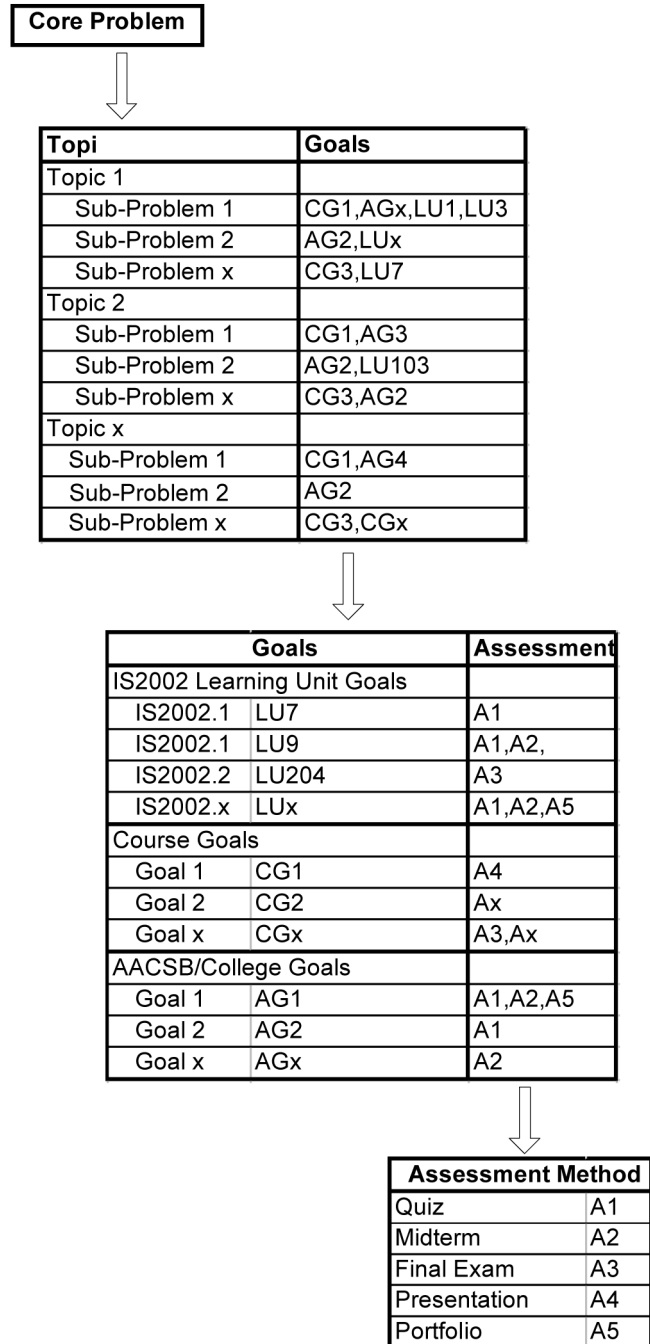 Core Problem
Topi Goals
Topic 1
Sub-Problem 1 CG1,AGx,LU1,LU3
Sub-Problem 2 AG2,LUx
Sub-Problem x CG3,LU7
Topic 2
Sub-Problem 1 CG1,AG3
Sub-Problem 2 AG2,LU103
Sub-Problem x CG3,AG2
Topic x
Sub-Problem 1 CG1,AG4
Sub-Problem 2 AG2
Sub-Problem x CG3,CGx
Goals Assessment
IS2002 Learning Unit Goals
IS2002.1 LU7 A1
IS2002.1 LU9 A1,A2,
IS2002.2 LU204 A3
IS2002.x LUx A1,A2,A5
Course Goals
Goal 1 CG1 A4
Goal 2 CG2 Ax
Goal x CGx A3,Ax
AACSB/College Goals
Goal 1 AG1 A1,A2,A5
Goal 2 AG2 A1
Goal x AGx A2
Assessment Method
Quiz A1
Midterm A2
Final Exam A3
Presentation A4
Portfolio A5